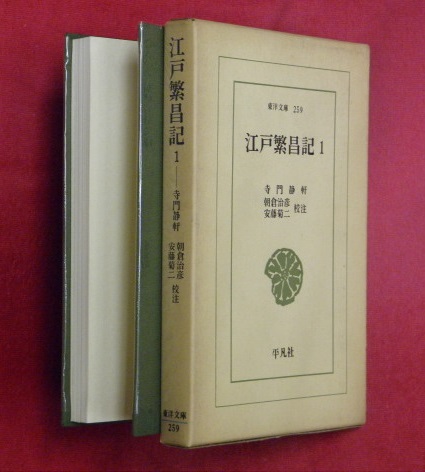 江戸繁昌記 1 — 寺門静軒
朝倉治彦
安藤菊二 校注
東洋文庫
259
東洋文庫 259
江戸繁昌記 1
寺門静軒
朝倉治彦
安藤菊二 校注
平凡社